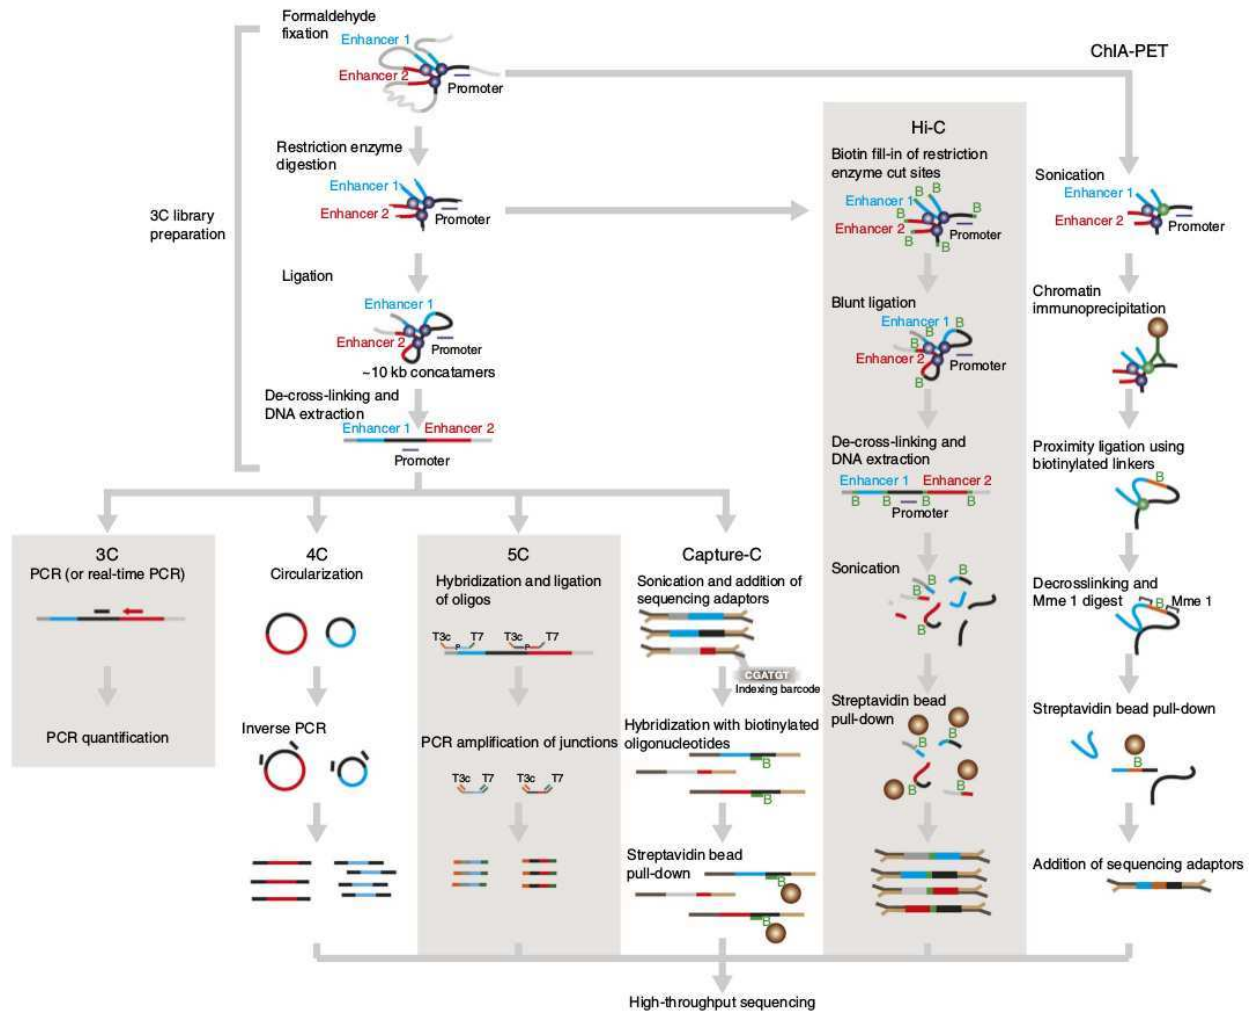 Formaldehyde
fixation
Enhancer 1
Enhancer 2
Promoter
Restriction enzyme
digestion
Enhancer 1
Enhancer 2
Promoter
3C library
preparation
Ligation
Enhancer 1
Enhancer 2
Promoter
~10 kb concatamers
De-cross-linking and
DNA extraction
Enhancer 1
Enhancer 2
Promoter
3C
PCR (or real-time PCR)
PCR quantification
4C
Circularization
Inverse PCR
5C
Hybridization and ligation
of oligos
T3c
T7
T3c
T7
P
P
PCR amplification of junctions
T3c
T7
T3c
T7
Capture-C
Sonication and addition of
sequencing adaptors
CGATGT
Indexing barcode
Hybridization with biotinylated
oligonucleotides
B
B
Streptavidin bead
pull-down
B
B
Hi-C
Biotin fill-in of restriction
enzyme cut sites
B
B
Enhancer 1
B
B
Enhancer 2
Promoter
B
B
Blunt ligation
Enhancer 1
B
B
Enhancer 2
Promoter
B
De-cross-linking and
DNA extraction
Enhancer 1
Enhancer 2
B
B
B
B
Promoter
Sonication
B
B
B
Streptavidin bead
pull-down
B
B
B
B
ChIA-PET
Sonication
Enhancer 1
Enhancer 2
Promoter
Chromatin
immunoprecipitation
Proximity ligation using
biotinylated linkers
B
Decrosslinking and
Mme 1 digest
B
Mme 1
Streptavidin bead pull-down
B
Addition of sequencing adaptors
High-throughput sequencing